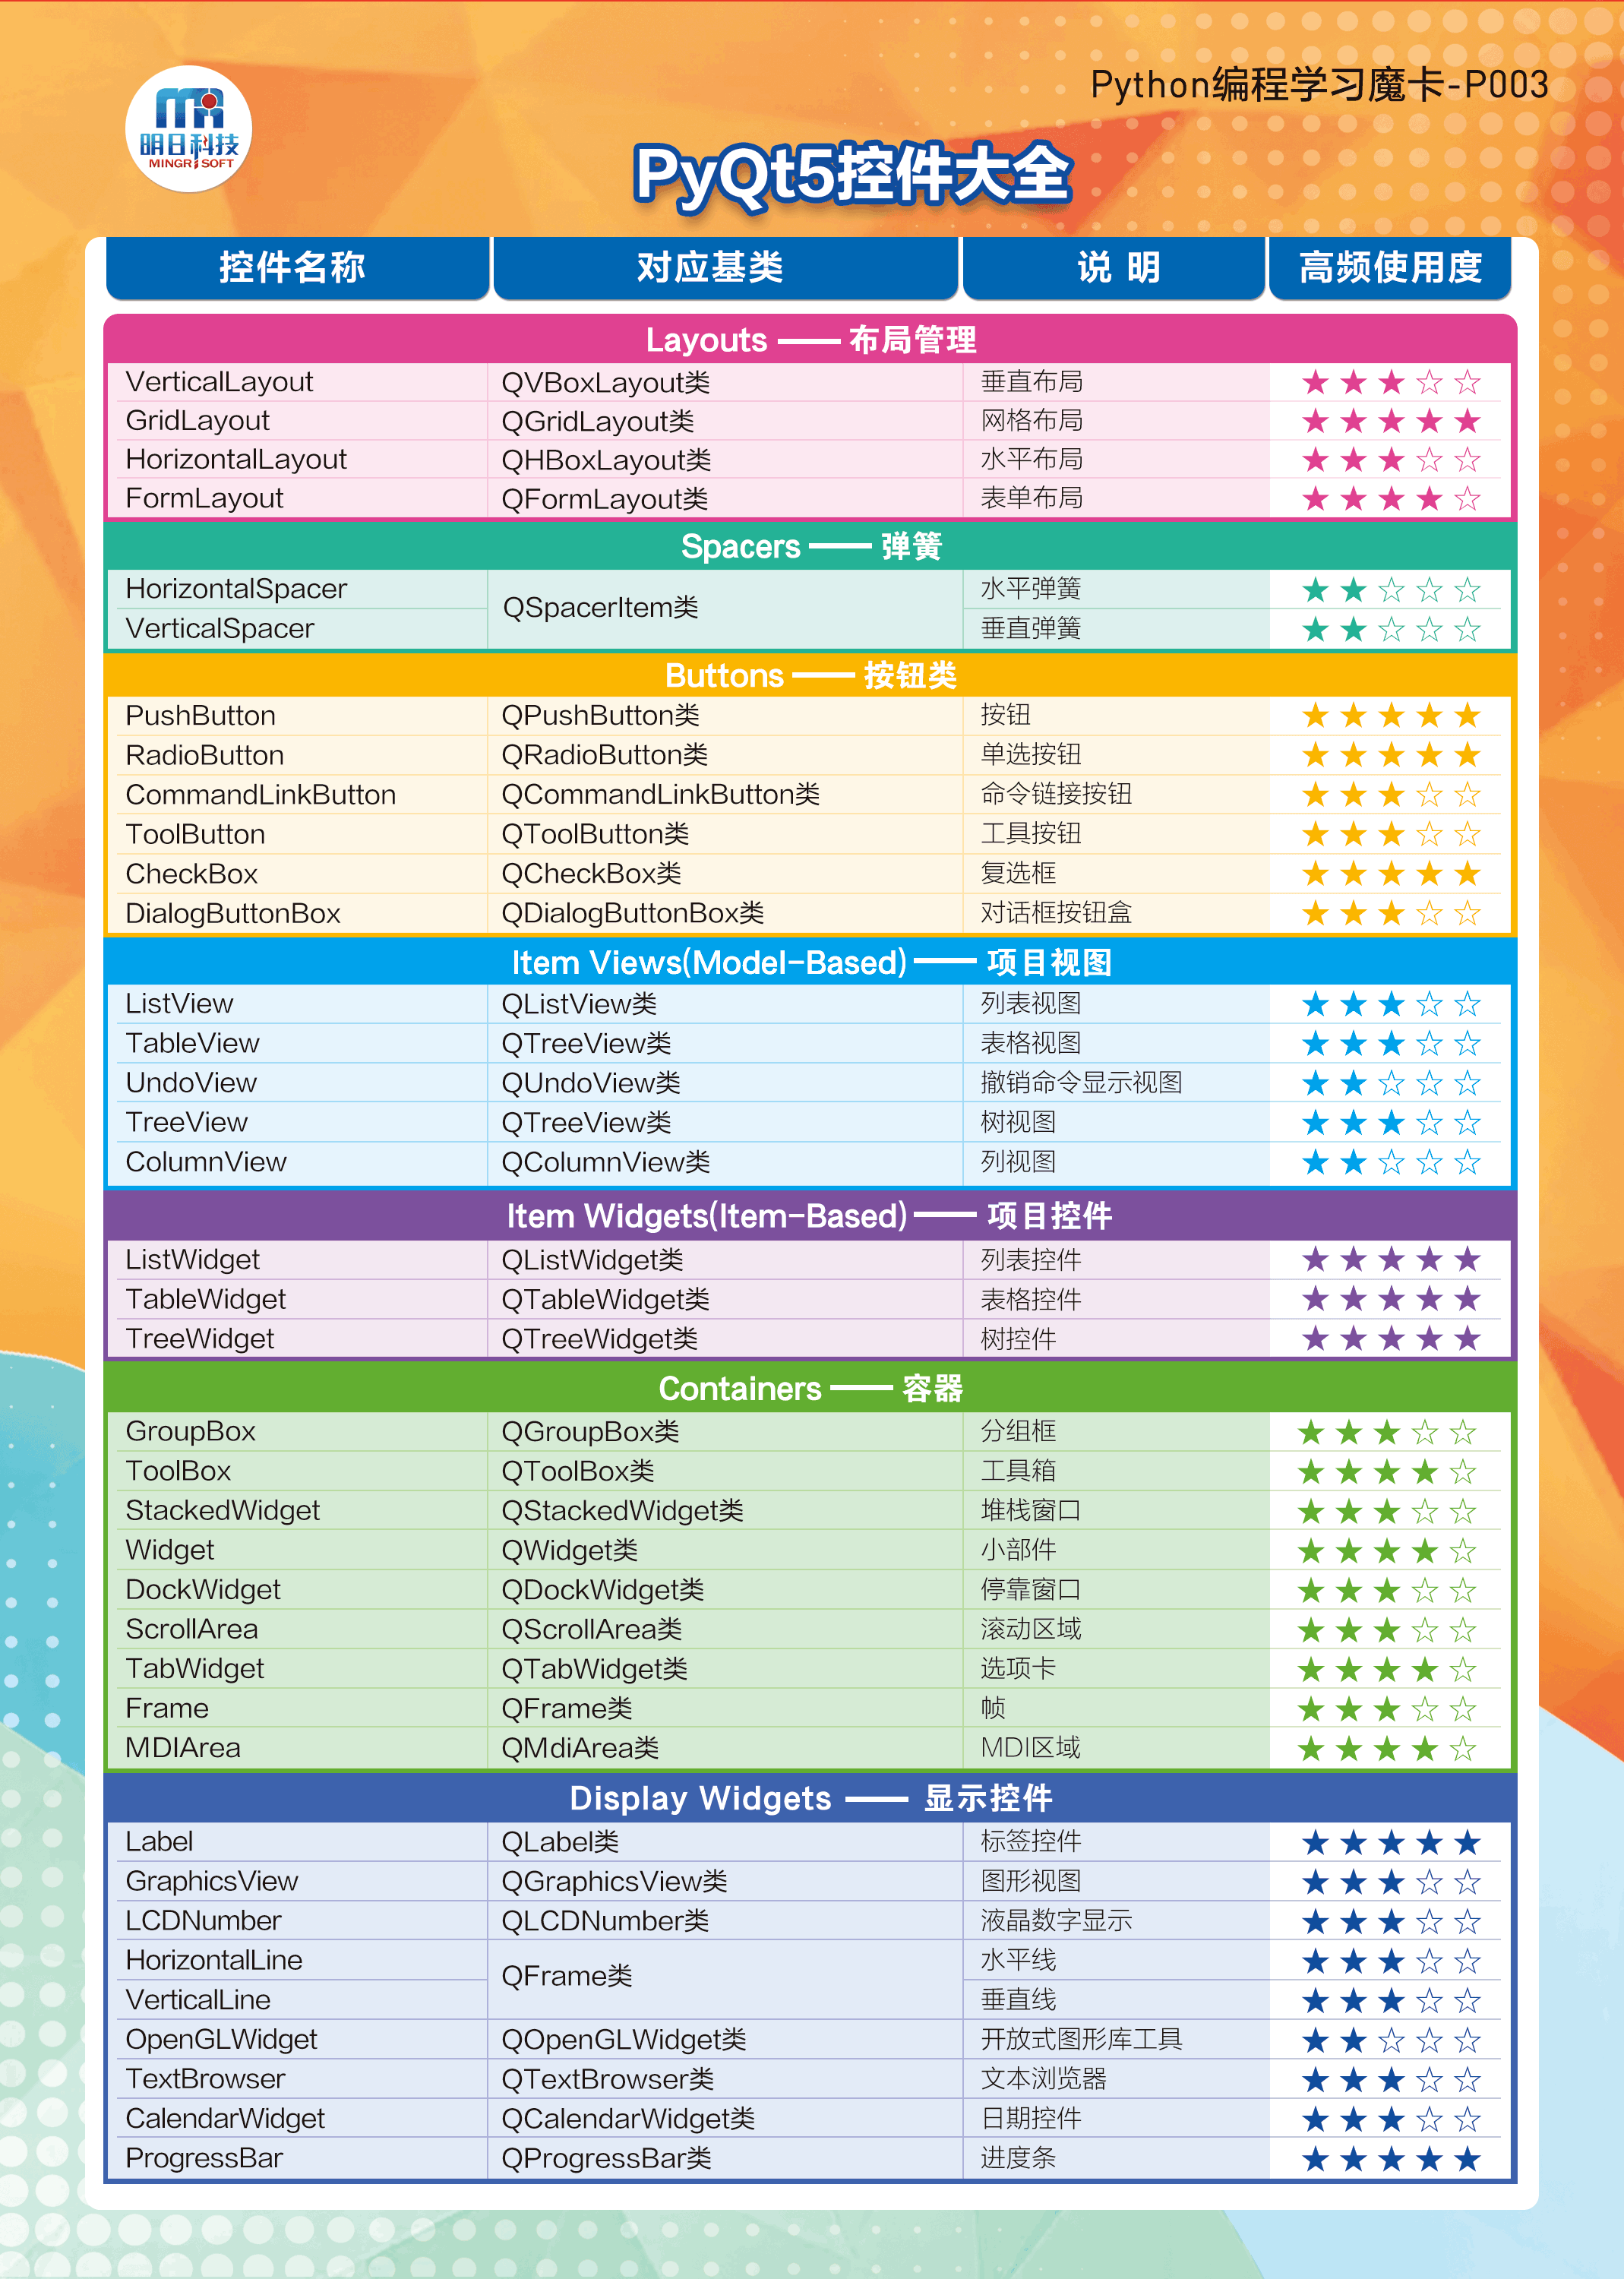 Python编程学习魔卡-P003
明日科技
MINGRISOFT
PyQt5控件大全
控件名称 对应基类 说 明 高频使用度
Layouts —— 布局管理
VerticalLayout QVBoxLayout类 垂直布局 ★★★☆☆
GridLayout QGridLayout类 网格布局 ★★★★★
HorizontalLayout QHBoxLayout类 水平布局 ★★★☆☆
FormLayout QFormLayout类 表单布局 ★★★★☆
Spacers —— 弹簧
HorizontalSpacer QSpacerItem类 水平弹簧 ★★☆☆☆
VerticalSpacer 垂直弹簧 ★★☆☆☆
Buttons —— 按钮类
PushButton QPushButton类 按钮 ★★★★★
RadioButton QRadioButton类 单选按钮 ★★★★★
CommandLinkButton QCommandLinkButton类 命令链接按钮 ★★★☆☆
ToolButton QToolButton类 工具按钮 ★★★☆☆
CheckBox QCheckBox类 复选框 ★★★★★
DialogButtonBox QDialogButtonBox类 对话框按钮盒 ★★★☆☆
Item Views(Model-Based) —— 项目视图
ListView QListView类 列表视图 ★★★☆☆
TableView QTreeView类 表格视图 ★★★☆☆
UndoView QUndoView类 撤销命令显示视图 ★★☆☆☆
TreeView QTreeView类 树视图 ★★★☆☆
ColumnView QColumnView类 列视图 ★★☆☆☆
Item Widgets(Item-Based) —— 项目控件
ListWidget QListWidget类 列表控件 ★★★★★
TableWidget QTableWidget类 表格控件 ★★★★★
TreeWidget QTreeWidget类 树控件 ★★★★★
Containers —— 容器
GroupBox QGroupBox类 分组框 ★★★☆☆
ToolBox QToolBox类 工具箱 ★★★★☆
StackedWidget QStackedWidget类 堆栈窗口 ★★★☆☆
Widget QWidget类 小部件 ★★★★☆
DockWidget QDockWidget类 停靠窗口 ★★★☆☆
ScrollArea QScrollArea类 滚动区域 ★★★☆☆
TabWidget QTabWidget类 选项卡 ★★★★☆
Frame QFrame类 帧 ★★★☆☆
MDIArea QMdiArea类 MDI区域 ★★★★☆
Display Widgets —— 显示控件
Label QLabel类 标签控件 ★★★★★
GraphicsView QGraphicsView类 图形视图 ★★★☆☆
LCDNumber QLCDNumber类 液晶数字显示 ★★★☆☆
HorizontalLine QFrame类 水平线 ★★★☆☆
VerticalLine 垂直线 ★★★☆☆
OpenGLWidget QOpenGLWidget类 开放式图形库工具 ★★☆☆☆
TextBrowser QTextBrowser类 文本浏览器 ★★★☆☆
CalendarWidget QCalendarWidget类 日期控件 ★★★☆☆
ProgressBar QProgressBar类 进度条 ★★★★★